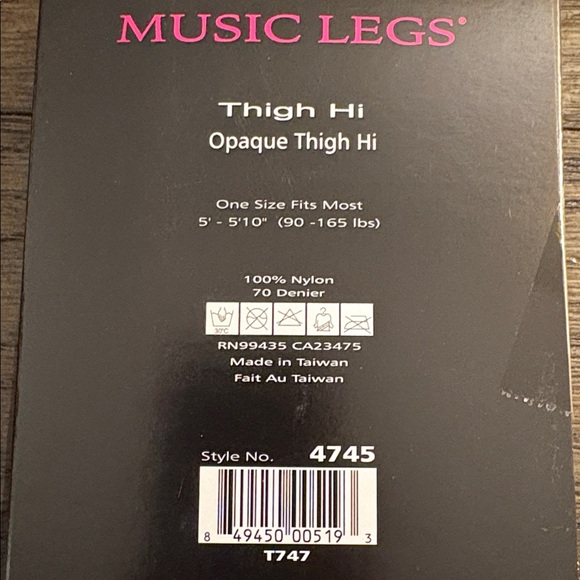 MUSIC LEGS®
Thigh Hi
Opaque Thigh Hi
One Size Fits Most
5' - 5'10" (90 -165 lbs)
100% Nylon
70 Denier
30°C
RN99435 CA23475
Made in Taiwan
Fait Au Taiwan
Style No. 4745
8 49450 00519 3
T747